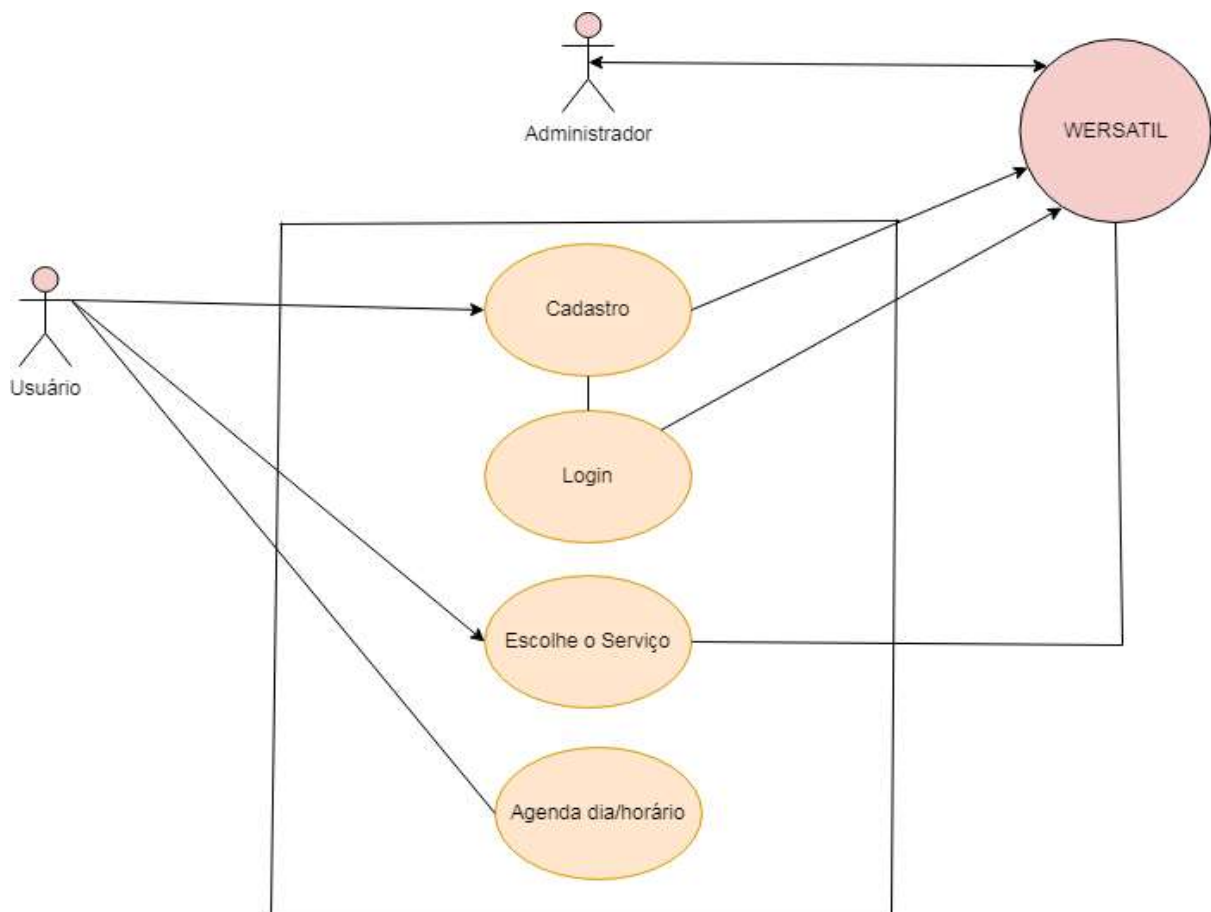 Administrador
WERSATIL
Usuário
Cadastro
Login
Escolhe o Serviço
Agenda dia/horário